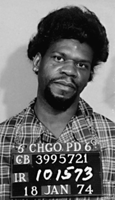 6 CHGO PD 6
CB 3995721
IR 101573
18 JAN 74